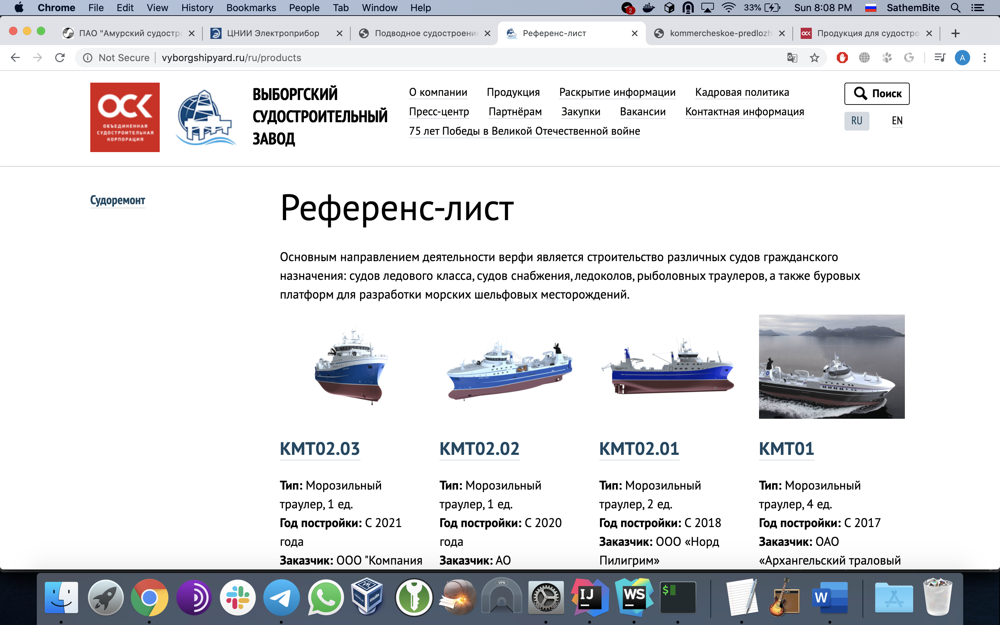 Chrome File Edit View History Bookmarks People Tab Window Help 2 33% Sun 8:08 PM SathemBite
ПАО "Амурский судостро ЦНИИ Электроприбор Подводное судостроение Референс-лист kommercheskoe-predlozh ОСК Продукция для судостро
Not Secure vyborgshipyard.ru/ru/products A
ОСК
ОБЪЕДИНЕННАЯ
СУДОСТРОИТЕЛЬНАЯ
КОРПОРАЦИЯ
ВЫБОРГСКИЙ
СУДОСТРОИТЕЛЬНЫЙ
ЗАВОД
О компании Продукция Раскрытие информации Кадровая политика
Пресс-центр Партнёрам Закупки Вакансии Контактная информация
75 лет Победы в Великой Отечественной войне
Поиск
RU EN
Судоремонт
Референс-лист
Основным направлением деятельности верфи является строительство различных судов гражданского
назначения: судов ледового класса, судов снабжения, ледоколов, рыболовных траулеров, а также буровых
платформ для разработки морских шельфовых месторождений.
KMT02.03
Тип: Морозильный
траулер, 1 ед.
Год постройки: С 2021
года
Заказчик: ООО "Компания
KMT02.02
Тип: Морозильный
траулер, 1 ед.
Год постройки: С 2020
года
Заказчик: АО
KMT02.01
Тип: Морозильный
траулер, 2 ед.
Год постройки: С 2018
Заказчик: ООО «Норд
Пилигрим»
KMT01
Тип: Морозильный
траулер, 4 ед.
Год постройки: С 2017
Заказчик: ОАО
«Архангельский траловый
VPN IJ WS $ W